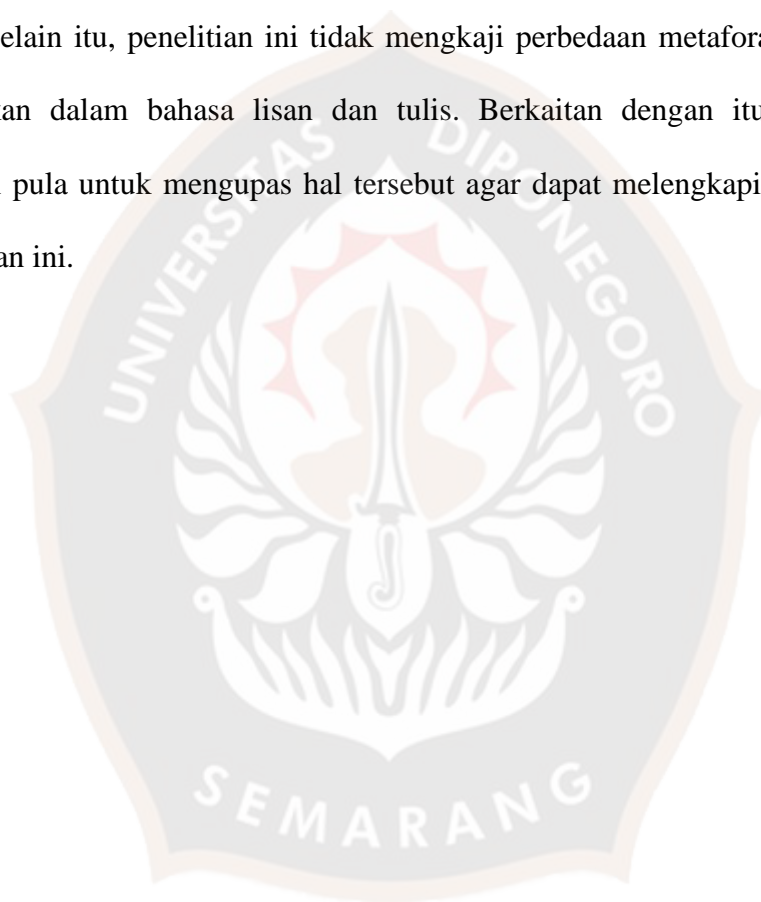 elain itu, penelitian ini tidak mengkaji perbedaan metafora
kan dalam bahasa lisan dan tulis. Berkaitan dengan itu
pula untuk mengupas hal tersebut agar dapat melengkapi
an ini.
UNIVERSITAS DIPONEGORO
SEMARANG